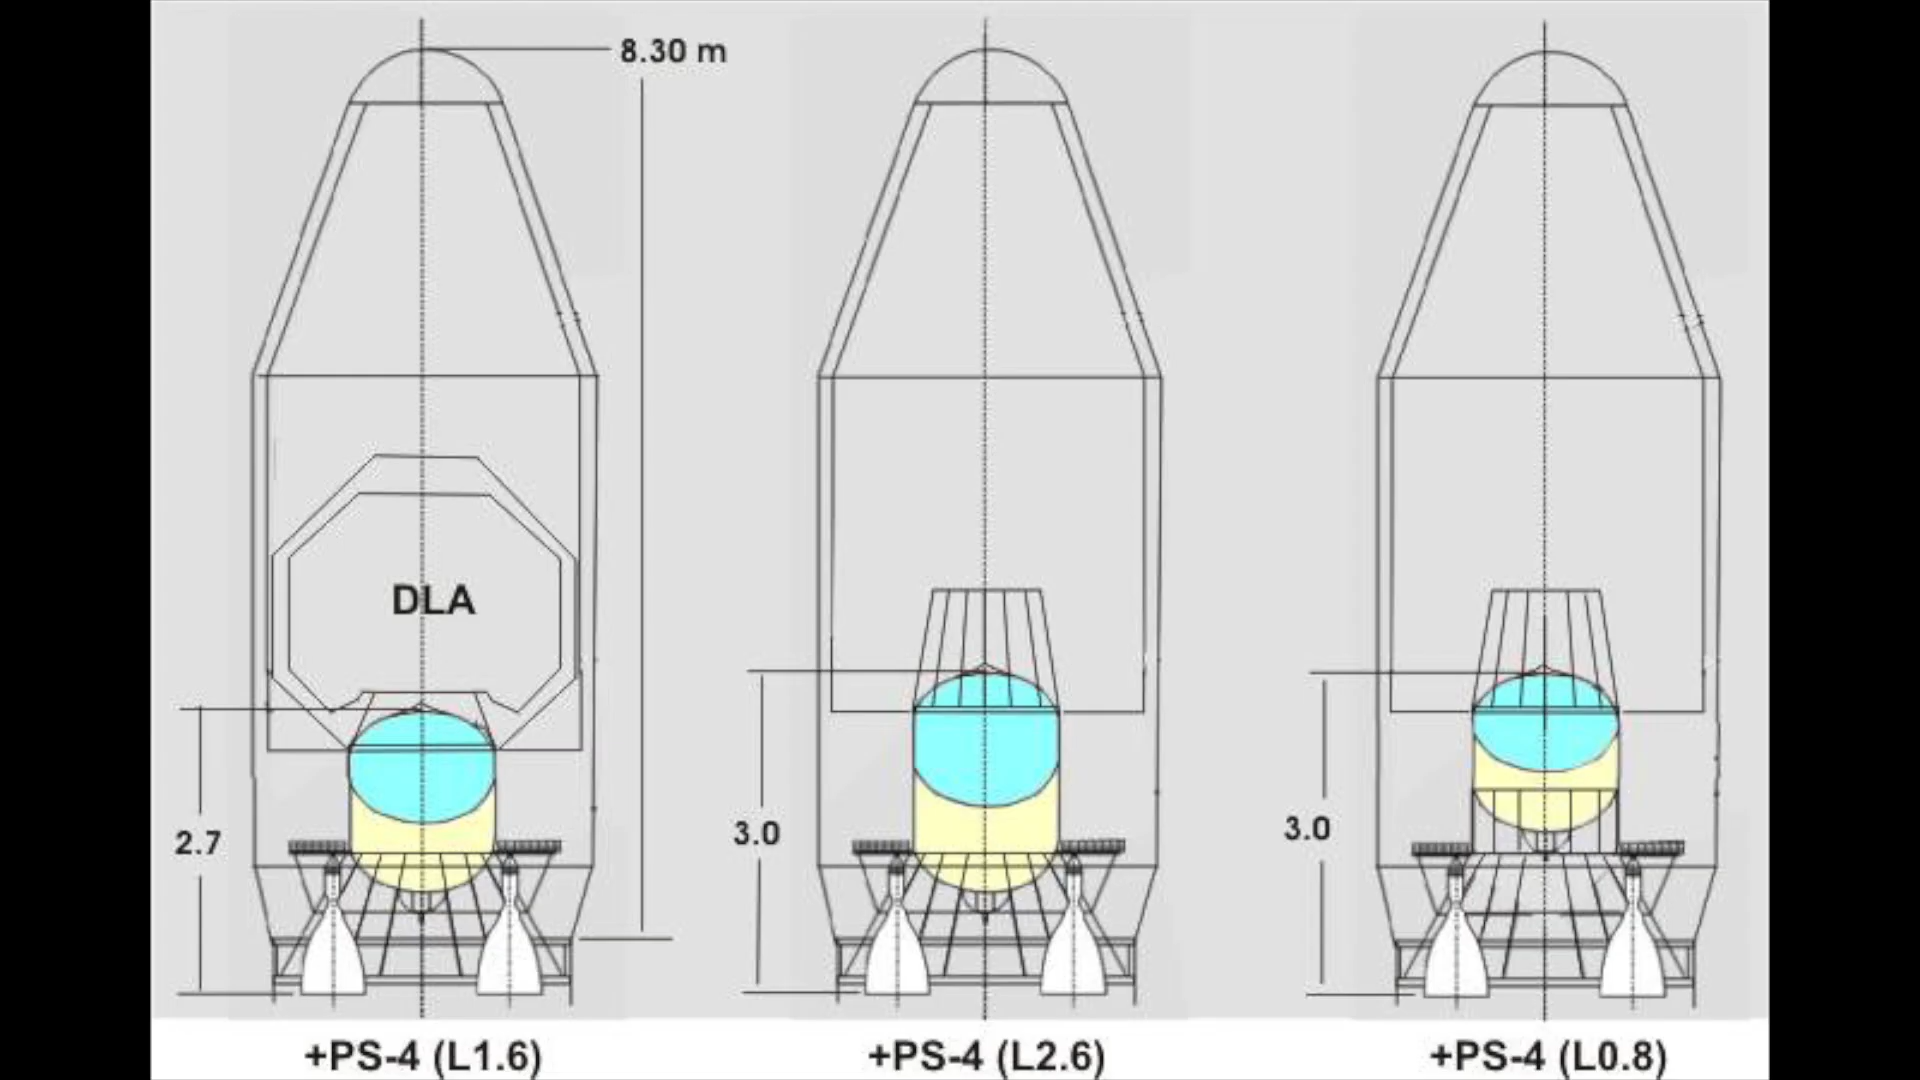 8.30 m
DLA
2.7
3.0
3.0
+PS-4 (L1.6)
+PS-4 (L2.6)
+PS-4 (L0.8)